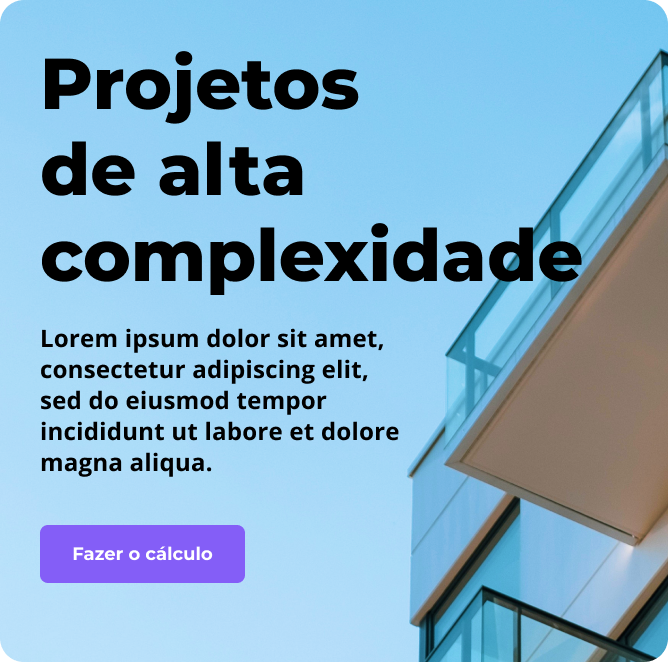 Projetos
de alta
complexidade
Lorem ipsum dolor sit amet,
consectetur adipiscing elit,
sed do eiusmod tempor
incididunt ut labore et dolore
magna aliqua.
Fazer o cálculo